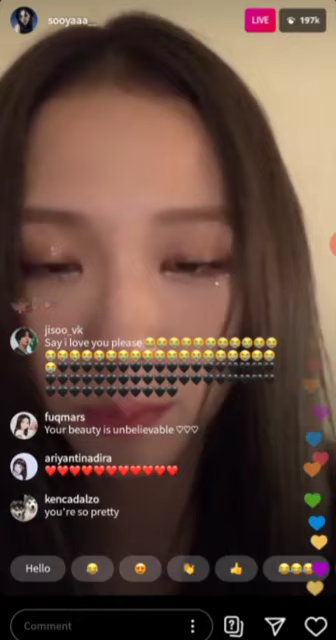 sooyaaa__
LIVE
197k
jisoo_vk
Say i love you please 😭😭😭😭😭😭😭😭😭😭😭
fuqmars
Your beauty is unbelievable ♡♡♡
ariyantinadira
❤️❤️❤️❤️❤️❤️❤️❤️❤️❤️❤️
kencadalzo
you're so pretty
Hello
Comment